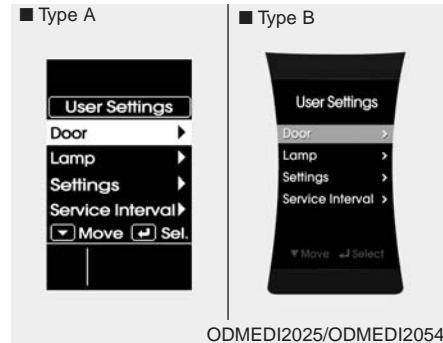 ■ Type A
User Settings
Door
Lamp
Settings
Service Interval
Move Sel.
■ Type B
User Settings
Door >
Lamp >
Settings >
Service Interval >
▼Move ↵Select
ODMEDI2025/ODMEDI2054